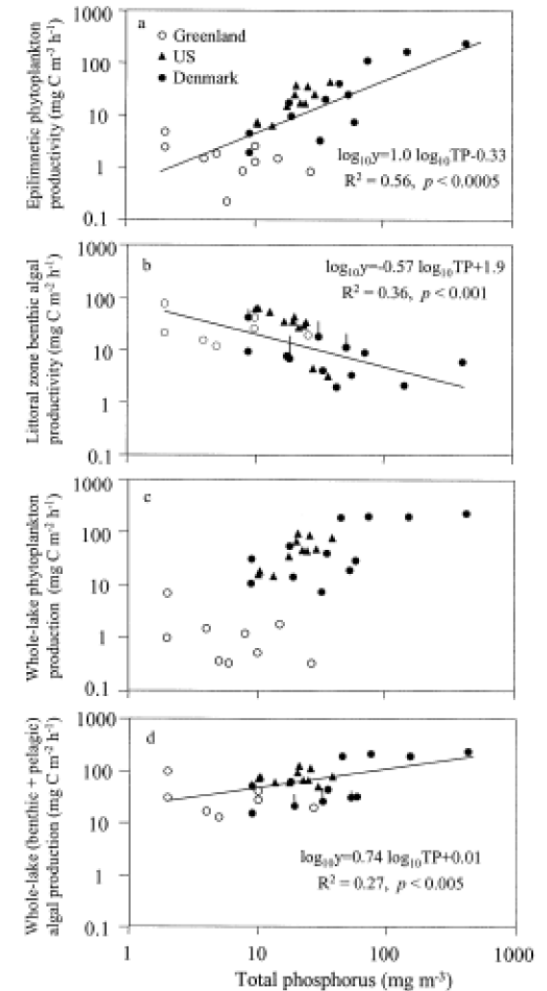 Epilimnetic phytoplankton
productivity (mg C m⁻² h⁻¹)
1000
100
10
1
0.1
a
Greenland
US
Denmark
log₁₀y=1.0 log₁₀TP-0.33
R² = 0.56, p < 0.0005
Littoral zone benthic algal
productivity (mg C m⁻² h⁻¹)
1000
100
10
1
0.1
b
log₁₀y=-0.57 log₁₀TP+1.9
R² = 0.36, p < 0.001
Whole-lake phytoplankton
production (mg C m⁻² h⁻¹)
1000
100
10
1
0.1
c
Whole-lake (benthic + pelagic)
algal production (mg C m⁻² h⁻¹)
1000
100
10
1
0.1
d
log₁₀y=0.74 log₁₀TP+0.01
R² = 0.27, p < 0.005
1 10 100 1000
Total phosphorus (mg m⁻³)